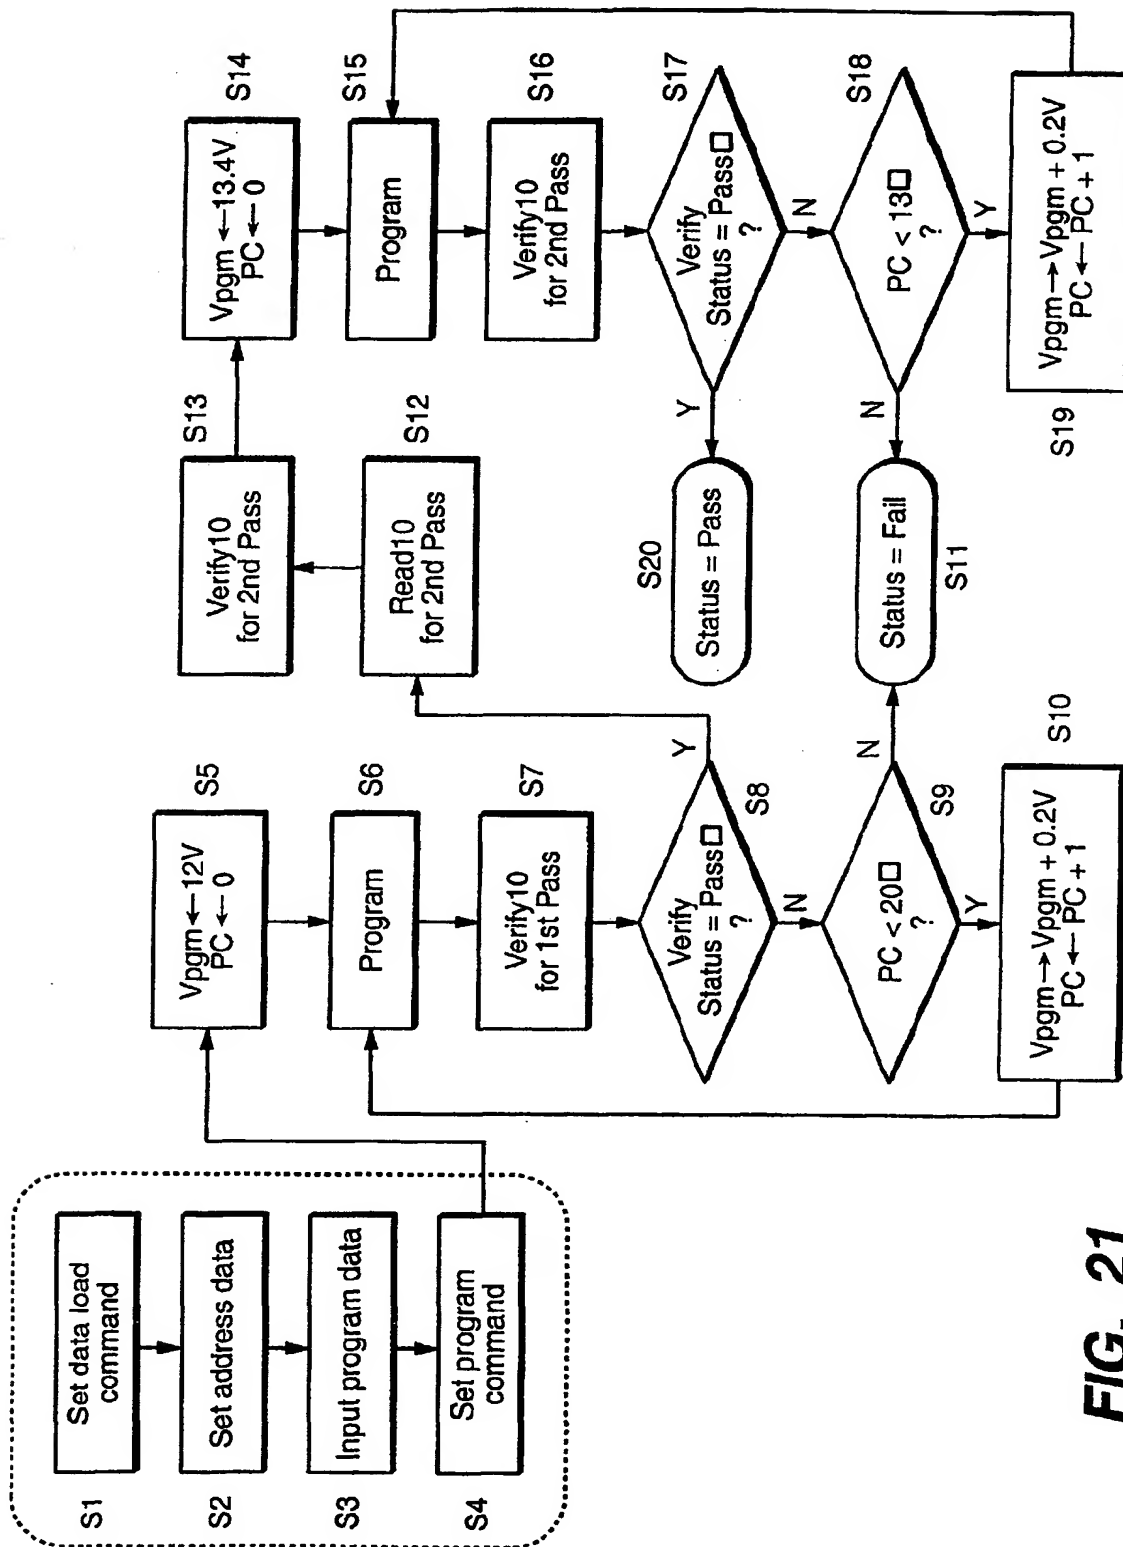 S1
Set data load
command
S2
Set address data
S3
Input program data
S4
Set program
command
S5
Vpgm ← 12V
PC ← 0
S6
Program
S7
Verify10
for 1st Pass
S8
Verify
Status = Pass□
?
Y
N
S9
PC < 20□
?
N
Y
S10
Vpgm → Vpgm + 0.2V
PC ← PC + 1
S11
Status = Fail
S12
Read10
for 2nd Pass
S13
Verify10
for 2nd Pass
S14
Vpgm ← 13.4V
PC ← 0
S15
Program
S16
Verify10
for 2nd Pass
S17
Verify
Status = Pass□
?
Y
N
S18
PC < 13□
?
N
Y
S19
Vpgm → Vpgm + 0.2V
PC ← PC + 1
S20
Status = Pass
FIG._21